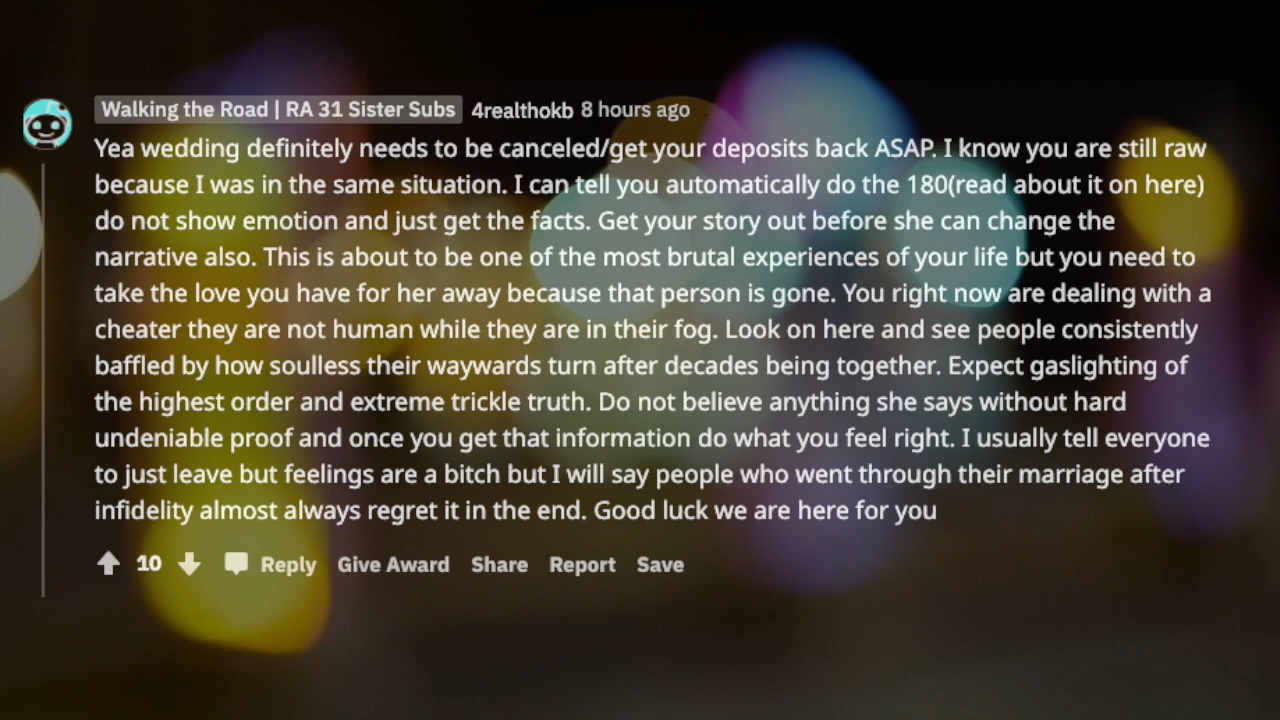 Walking the Road | RA 31 Sister Subs 4realthokb 8 hours ago
Yea wedding definitely needs to be canceled/get your deposits back ASAP. I know you are still raw
because I was in the same situation. I can tell you automatically do the 180(read about it on here)
do not show emotion and just get the facts. Get your story out before she can change the
narrative also. This is about to be one of the most brutal experiences of your life but you need to
take the love you have for her away because that person is gone. You right now are dealing with a
cheater they are not human while they are in their fog. Look on here and see people consistently
baffled by how soulless their waywards turn after decades being together. Expect gaslighting of
the highest order and extreme trickle truth. Do not believe anything she says without hard
undeniable proof and once you get that information do what you feel right. I usually tell everyone
to just leave but feelings are a bitch but I will say people who went through their marriage after
infidelity almost always regret it in the end. Good luck we are here for you
10 Reply Give Award Share Report Save